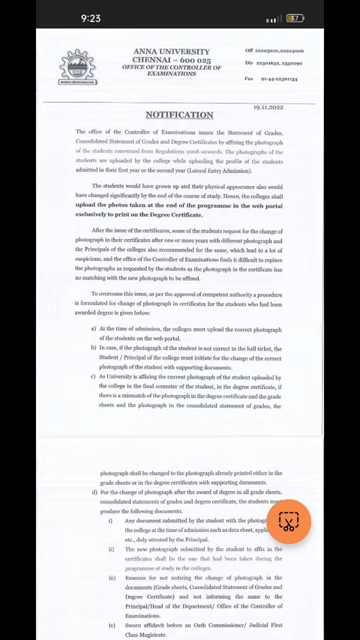 9:23
87
ANNA UNIVERSITY
CHENNAI – 600 025
OFFICE OF THE CONTROLLER OF
EXAMINATIONS
Off 22203011,22203006
Dir 22301632, 2351090
Fax 91-44-22301134
19.11.2022
NOTIFICATION
The office of the Controller of Examinations issues the Statement of Grades,
Consolidated Statement of Grades and Degree Certificates by affixing the photograph
of the students concerned from Regulations 2008 onwards. The photographs of the
students are uploaded by the college while uploading the profile of the students
admitted in their first year or the second year (Lateral Entry Admission).
The students would have grown up and their physical appearance also would
have changed significantly by the end of the course of study. Hence, the colleges shall
upload the photos taken at the end of the programme in the web portal
exclusively to print on the Degree Certificate.
After the issue of the certificates, some of the students request for the change of
photograph in their certificates after one or more years with different photograph and
the Principals of the colleges also recommended for the same, which lead to a lot of
suspicions, and the office of the Controller of Examinations finds it difficult to replace
the photographs as requested by the students as the photograph in the certificate has
no matching with the new photograph to be affixed.
To overcome this issue, as per the approval of competent authority a procedure
is formulated for change of photograph in certificates for the students who had been
awarded degree is given below:
a) At the time of admission, the colleges must upload the correct photograph
of the students on the web portal.
b) In case, if the photograph of the student is not correct in the hall ticket, the
Student / Principal of the college must initiate for the change of the correct
photograph of the student with supporting documents.
c) As University is affixing the current photograph of the student uploaded by
the college in the final semester of the student, in the degree certificate, if
there is a mismatch of the photograph in the degree certificate and the grade
sheets and the photograph in the consolidated statement of grades, the
photograph shall be changed to the photograph already printed either in the
grade sheets or in the degree certificates with supporting documents.
d) For the change of photograph after the award of degree in all grade sheets,
consolidated statements of grades and degree certificate, the students must
produce the following documents.
i) Any document submitted by the student with the photograph
the college at the time of admission such as data sheet, applic
etc., duly attested by the Principal.
ii) The new photograph submitted by the student to affix in the
certificates shall be the one that had been taken during the
programme of study in the colleges.
iii) Reasons for not noticing the change of photograph in the
documents (Grade sheets, Consolidated Statement of Grades and
Degree Certificate) and not informing the same to the
Principal/Head of the Department/ Office of the Controller of
Examinations.
iv) Sworn affidavit before an Oath Commissioner/ Judicial First
Class Magistrate.